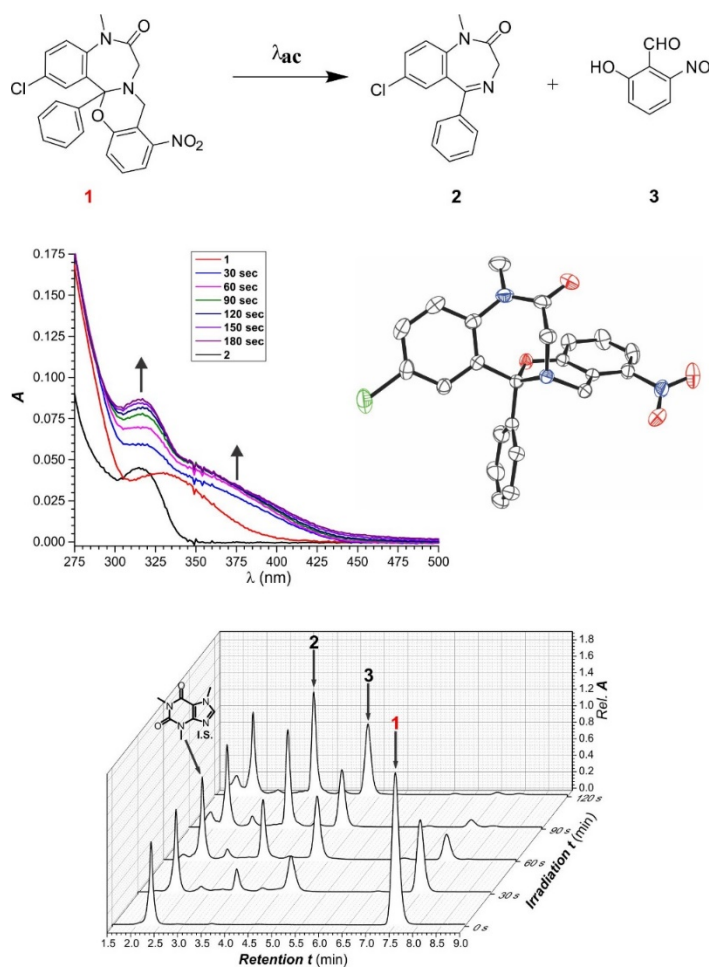 N
O
λac
N
O
CHO
Cl
N
Cl
N
+
HO
NO
O
NO2
1
2
3
0.175
0.150
0.125
0.100
0.075
0.050
0.025
0.000
A
1
30 sec
60 sec
90 sec
120 sec
150 sec
180 sec
2
275 300 325 350 375 400 425 450 475 500
λ (nm)
2
3
1
O
N
N
O
N
N
I.S.
1.8
1.6
1.4
1.2
1.0
0.8
0.6
0.4
0.2
0.0
Rel. A
120 s
90 s
60 s
30 s
0 s
Irradiation t (min)
1.5 2.0 2.5 3.0 3.5 4.0 4.5 5.0 5.5 6.0 6.5 7.0 7.5 8.0 8.5 9.0
Retention t (min)